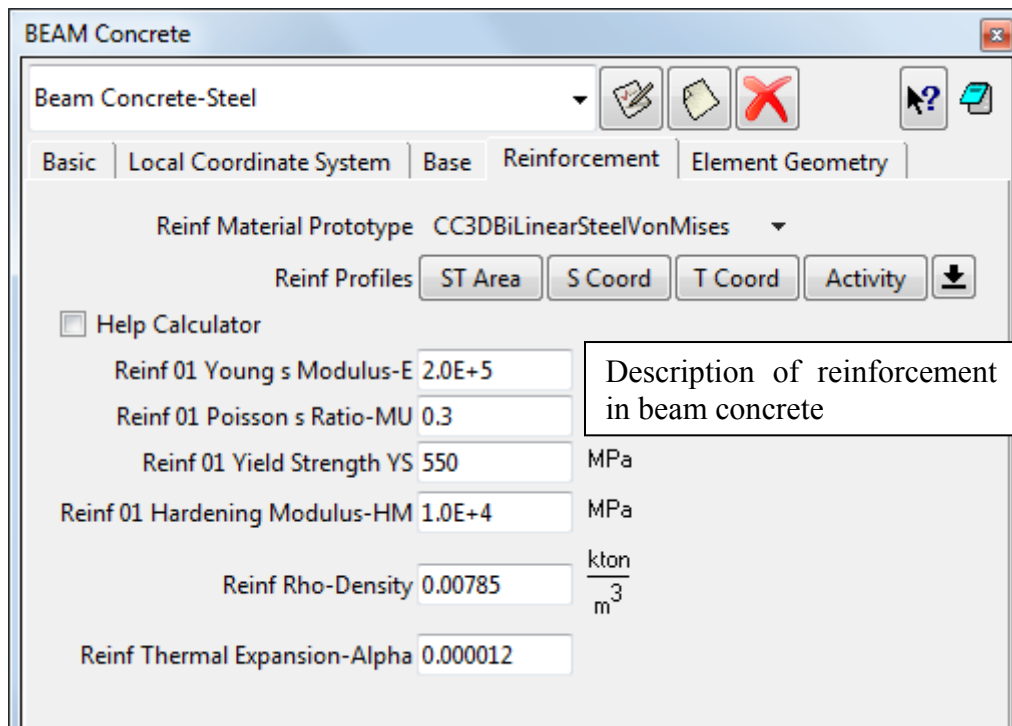 BEAM Concrete
Beam Concrete-Steel
Basic Local Coordinate System Base Reinforcement Element Geometry
Reinf Material Prototype CC3DBiLinearSteelVonMises
Reinf Profiles ST Area S Coord T Coord Activity
Help Calculator
Reinf 01 Young s Modulus-E 2.0E+5
Description of reinforcement
in beam concrete
Reinf 01 Poisson s Ratio-MU 0.3
Reinf 01 Yield Strength YS 550 MPa
Reinf 01 Hardening Modulus-HM 1.0E+4 MPa
Reinf Rho-Density 0.00785 kton/m^3
Reinf Thermal Expansion-Alpha 0.000012